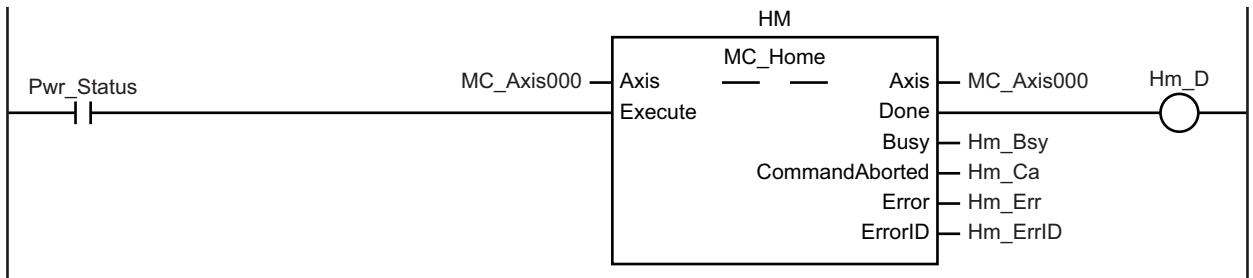 HM
MC_Home
Pwr_Status
MC_Axis000 Axis Axis MC_Axis000 Hm_D
Execute Done
Busy Hm_Bsy
CommandAborted Hm_Ca
Error Hm_Err
ErrorID Hm_ErrID